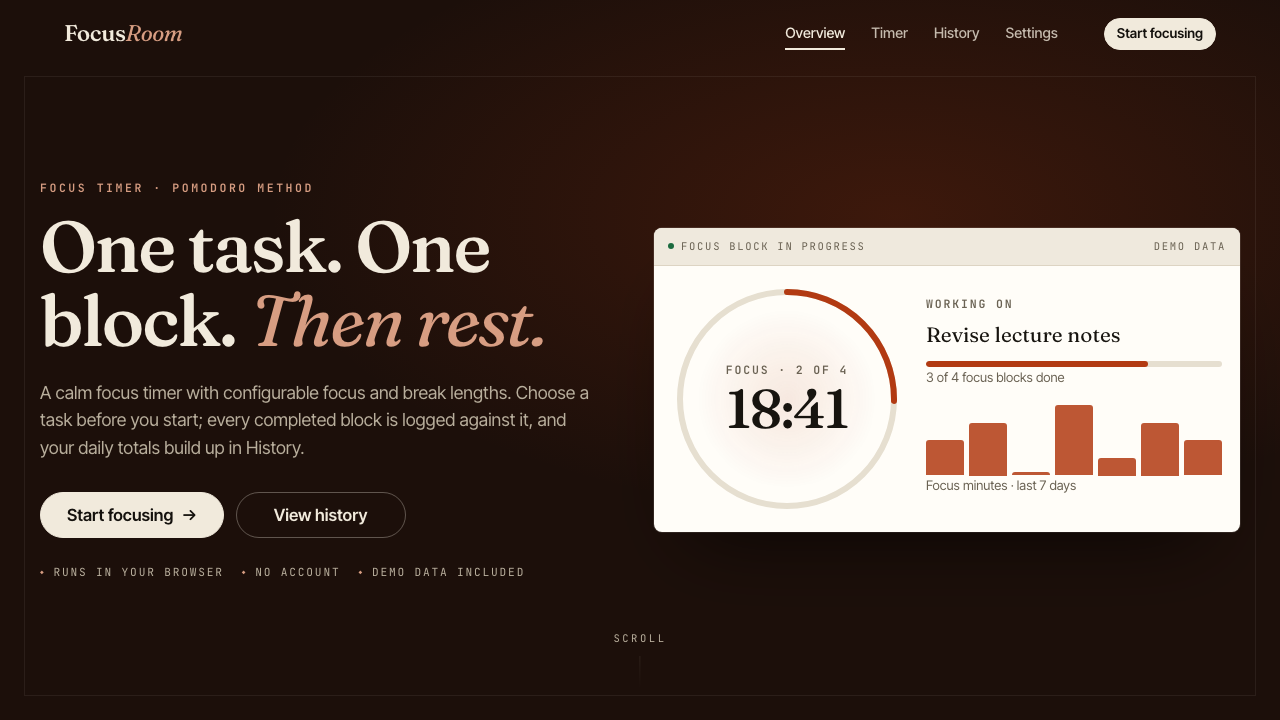 FocusRoom
Overview
Timer
History
Settings
Start focusing
FOCUS TIMER · POMODORO METHOD
One task. One
block. Then rest.
A calm focus timer with configurable focus and break lengths. Choose a
task before you start; every completed block is logged against it, and
your daily totals build up in History.
Start focusing →
View history
RUNS IN YOUR BROWSER
NO ACCOUNT
DEMO DATA INCLUDED
FOCUS BLOCK IN PROGRESS
DEMO DATA
FOCUS · 2 OF 4
18:41
WORKING ON
Revise lecture notes
3 of 4 focus blocks done
Focus minutes · last 7 days
SCROLL